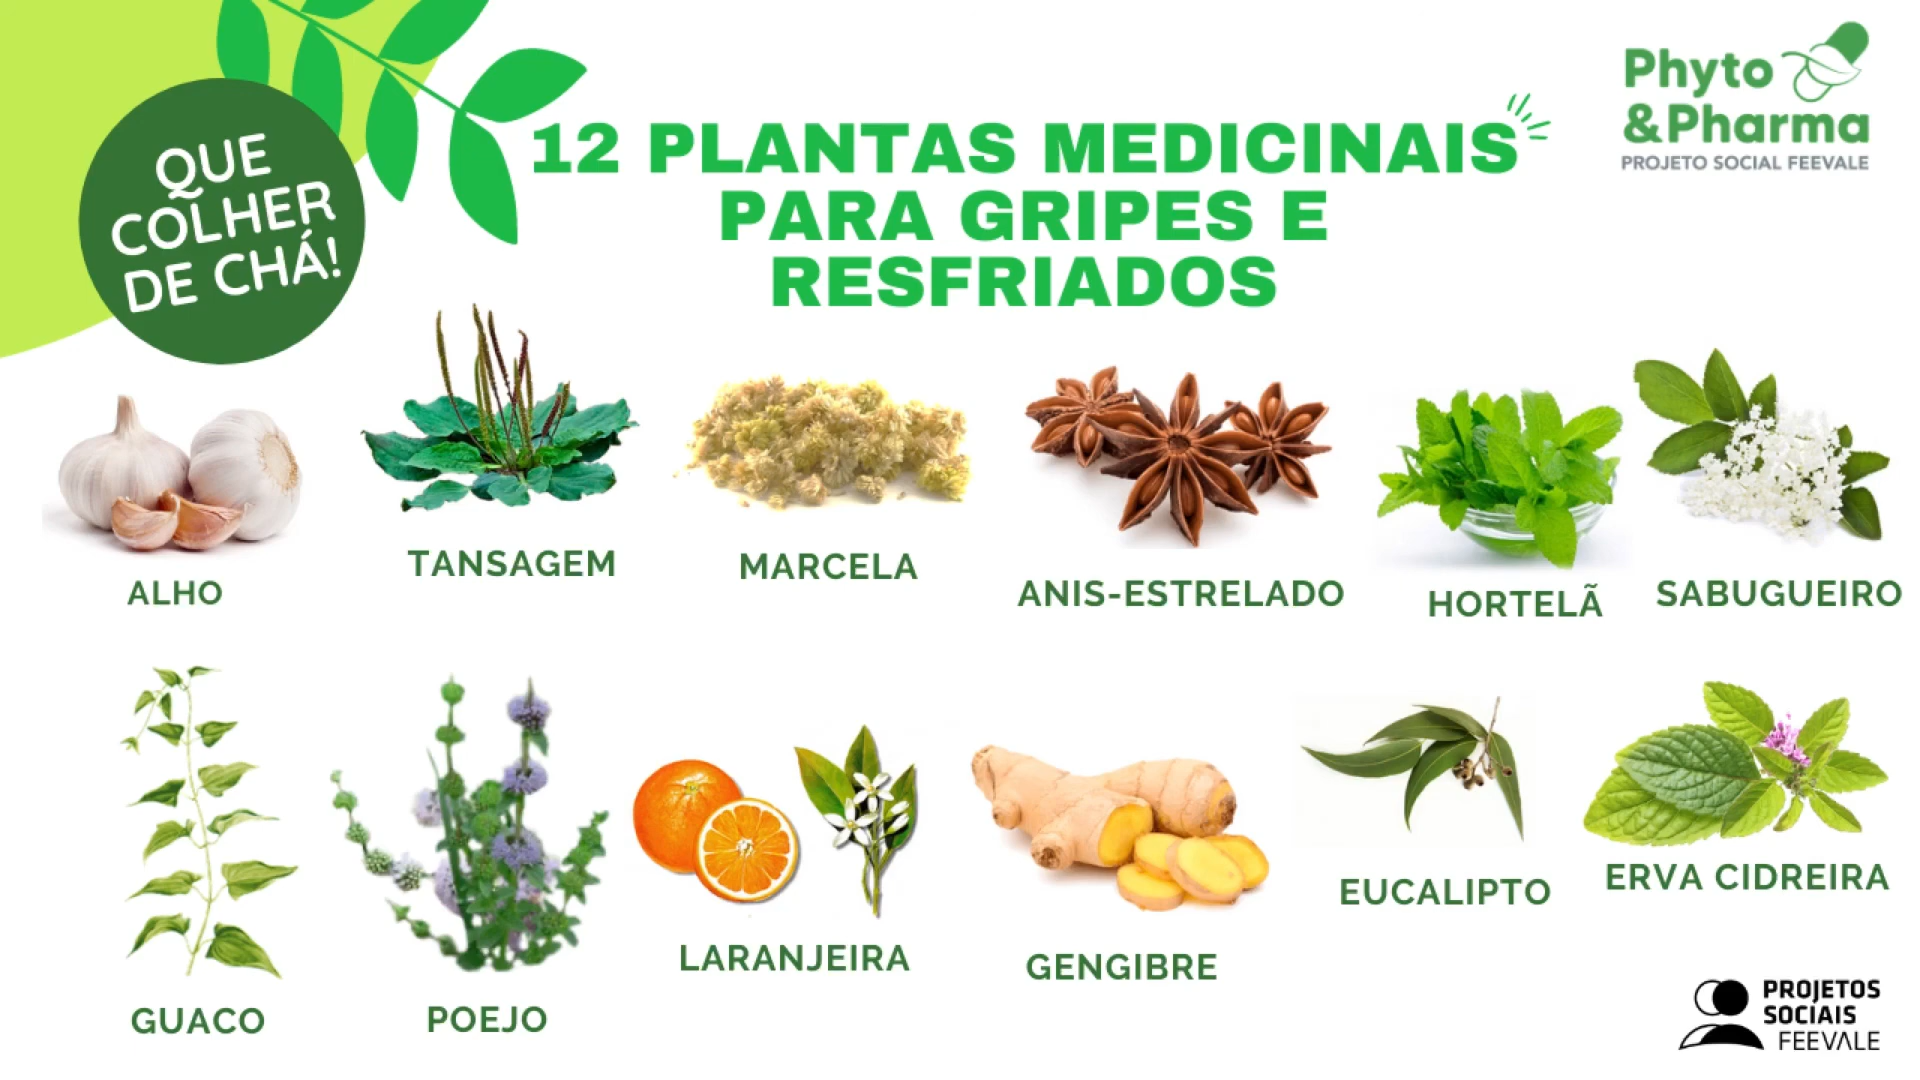 QUE
COLHER
DE CHÁ!
12 PLANTAS MEDICINAIS
PARA GRIPES E
RESFRIADOS
Phyto
&Pharma
PROJETO SOCIAL FEEVALE
ALHO
TANSAGEM
MARCELA
ANIS-ESTRELADO
HORTELÃ
SABUGUEIRO
GUACO
POEJO
LARANJEIRA
GENGIBRE
EUCALIPTO
ERVA CIDREIRA
PROJETOS
SOCIAIS
FEEVALE